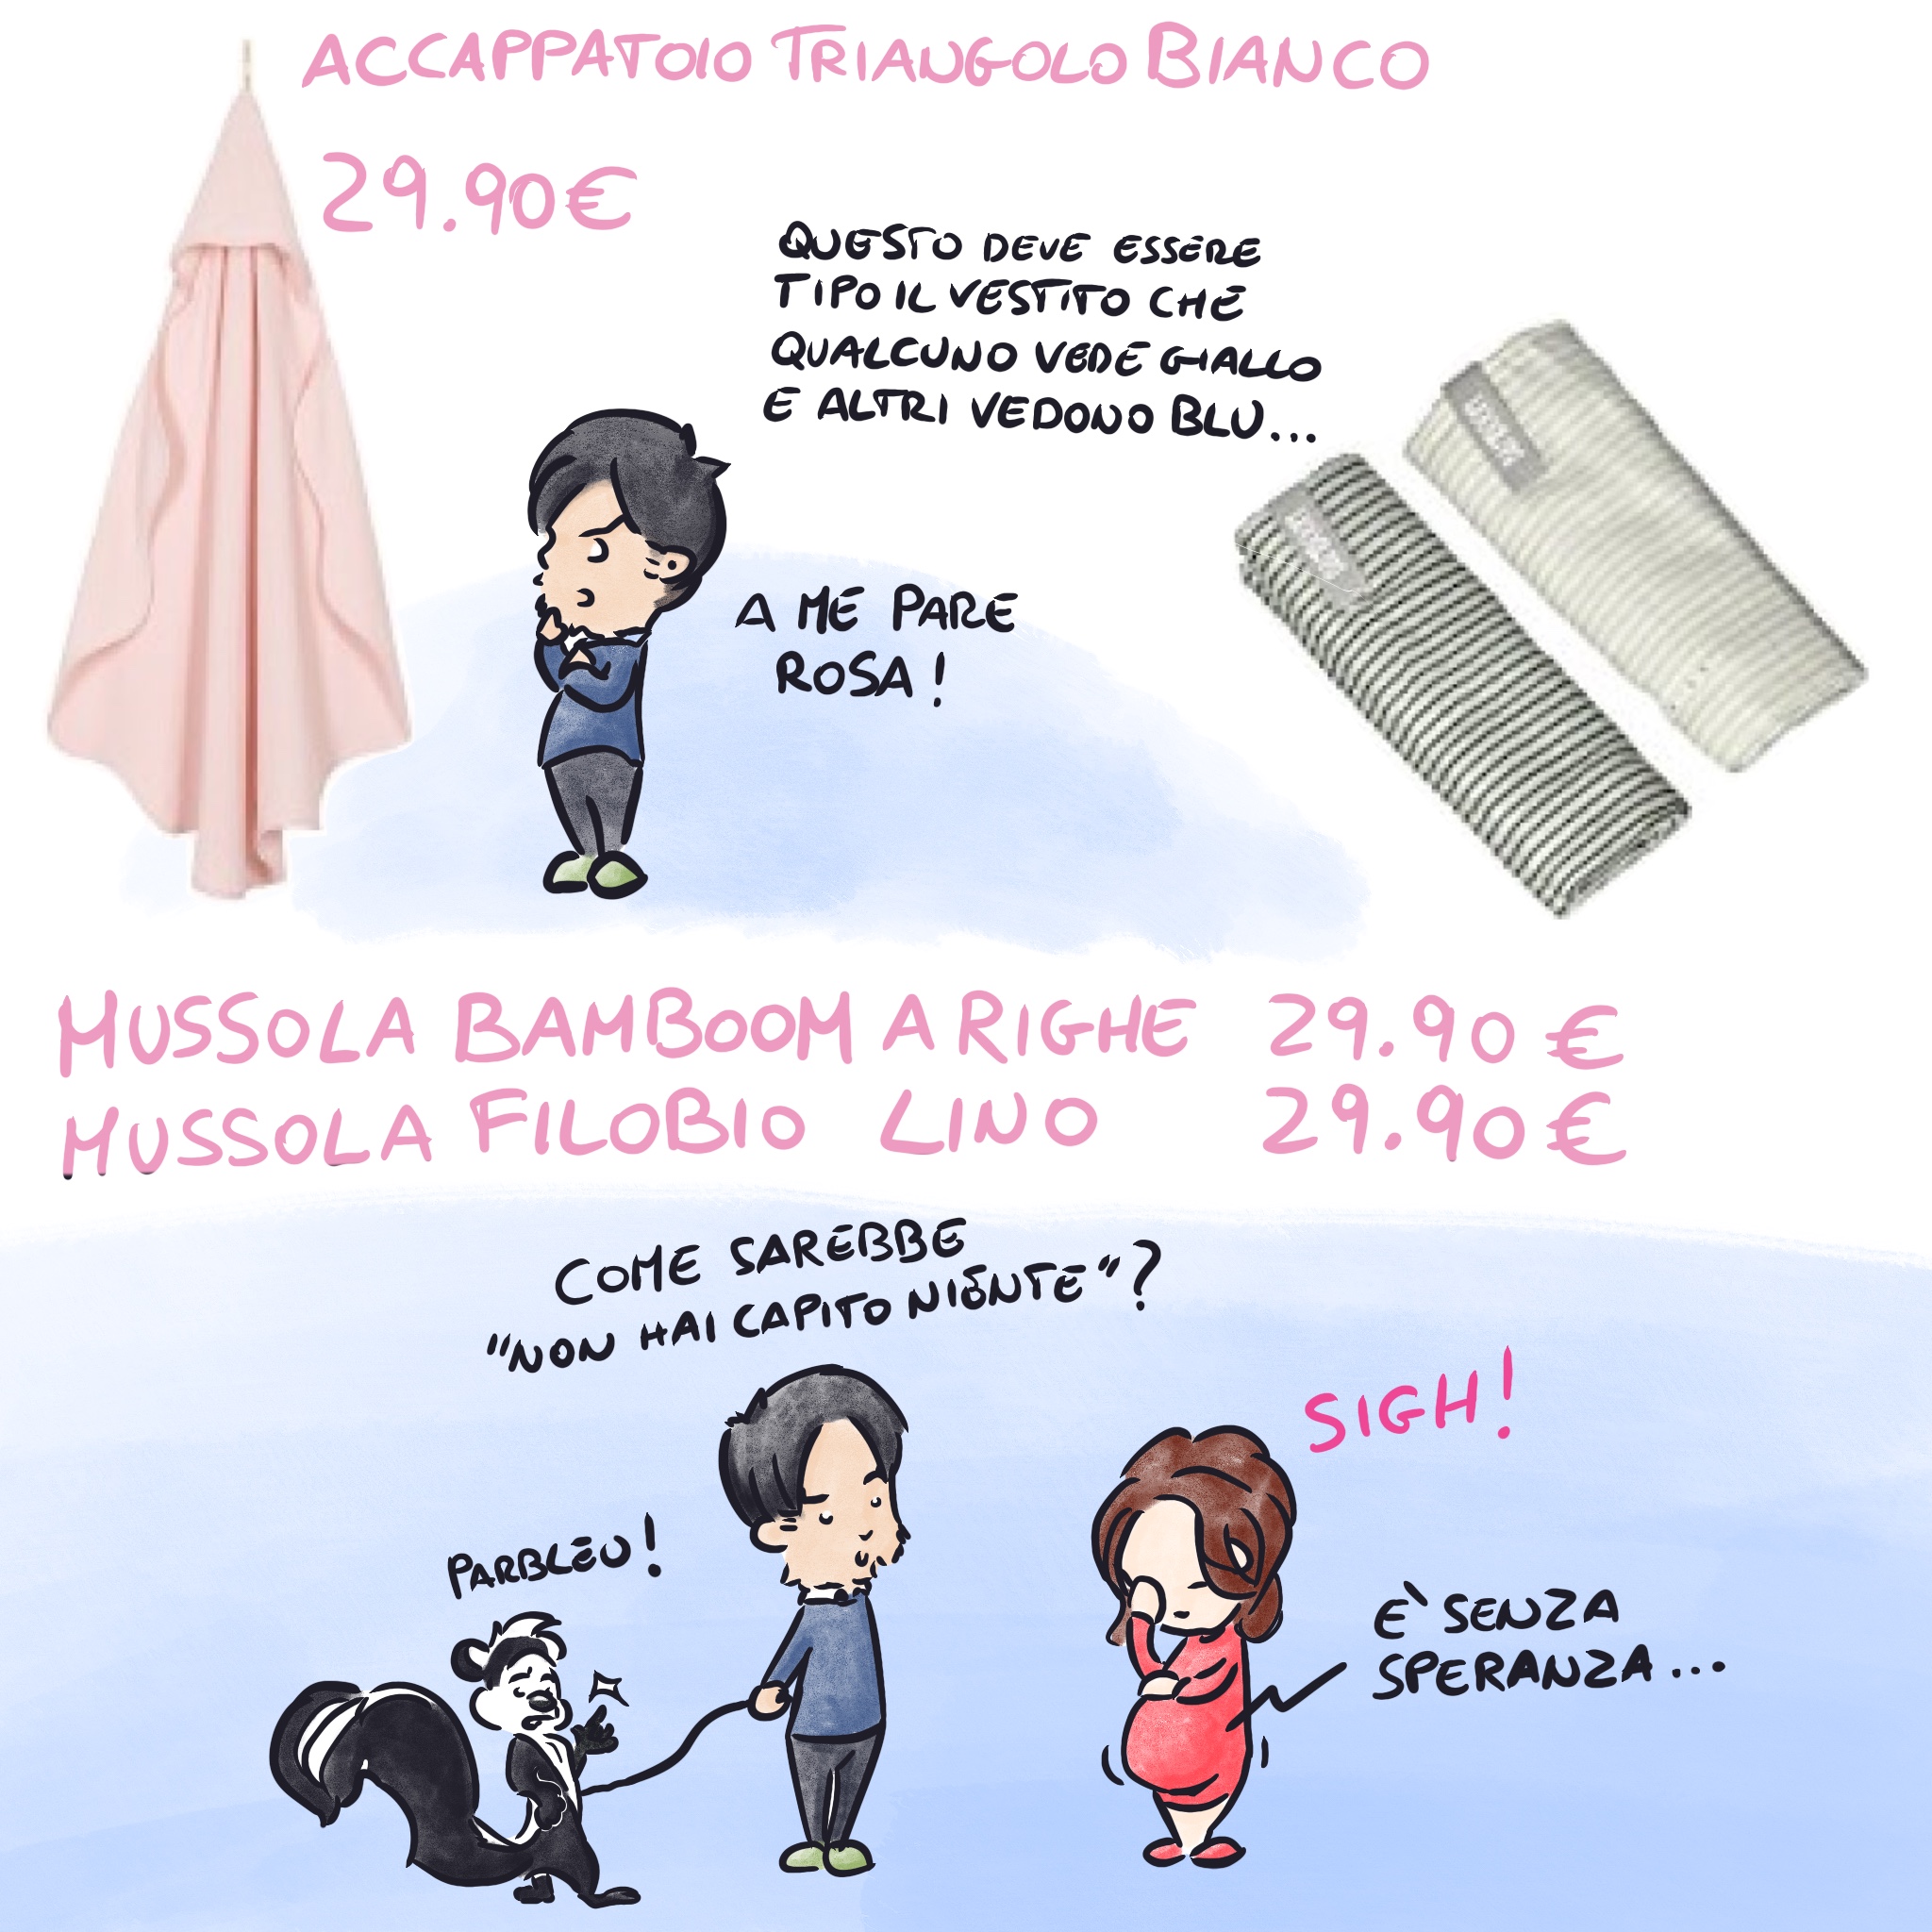 ACCAPPATOIO TRIANGOLO BIANCO
29.90€
QUESTO DEVE ESSERE
TIPO IL VESTITO CHE
QUALCUNO VEDE GIALLO
E ALTRI VEDONO BLU...
A ME PARE
ROSA!
MUSSOLA BAMBOOM A RIGHE 29.90 €
MUSSOLA FILOBIO LINO 29.90 €
COME SAREBBE
"NON HAI CAPITO NIENTE"?
SIGH!
PARBLEU!
E` SENZA
SPERANZA...